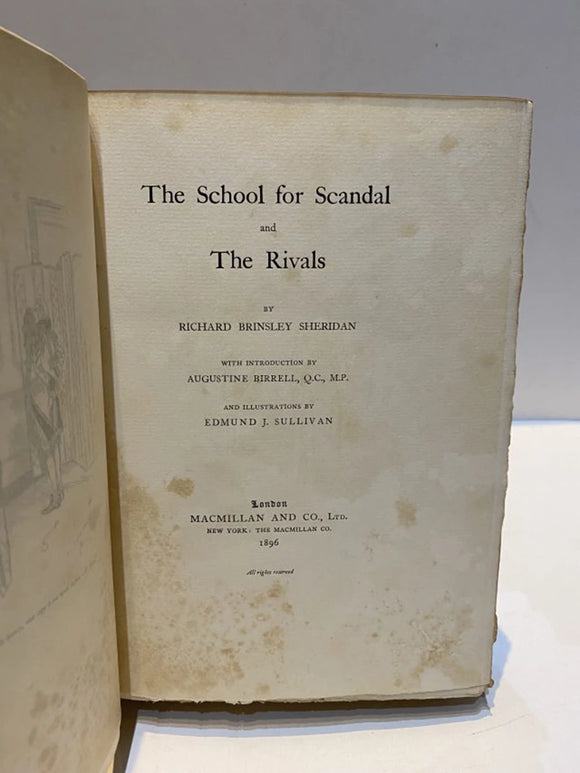 The School for Scandal
and
The Rivals
BY
RICHARD BRINSLEY SHERIDAN
WITH INTRODUCTION BY
AUGUSTINE BIRRELL, Q.C., M.P.
AND ILLUSTRATIONS BY
EDMUND J. SULLIVAN
London
MACMILLAN AND CO., LTD.
NEW YORK: THE MACMILLAN CO.
1896
All rights reserved